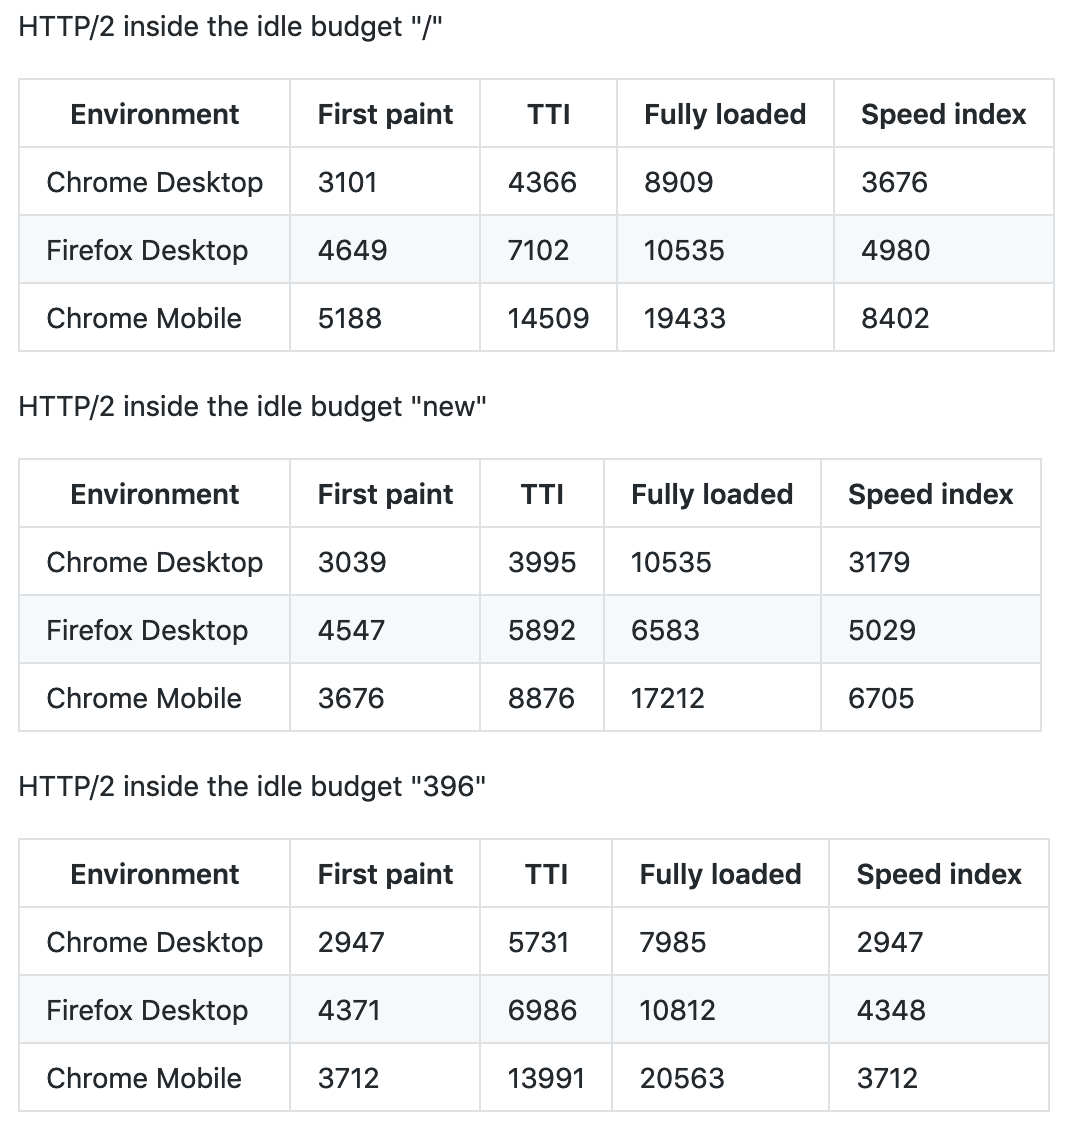 HTTP/2 inside the idle budget "/"
Environment First paint TTI Fully loaded Speed index
Chrome Desktop 3101 4366 8909 3676
Firefox Desktop 4649 7102 10535 4980
Chrome Mobile 5188 14509 19433 8402
HTTP/2 inside the idle budget "new"
Environment First paint TTI Fully loaded Speed index
Chrome Desktop 3039 3995 10535 3179
Firefox Desktop 4547 5892 6583 5029
Chrome Mobile 3676 8876 17212 6705
HTTP/2 inside the idle budget "396"
Environment First paint TTI Fully loaded Speed index
Chrome Desktop 2947 5731 7985 2947
Firefox Desktop 4371 6986 10812 4348
Chrome Mobile 3712 13991 20563 3712